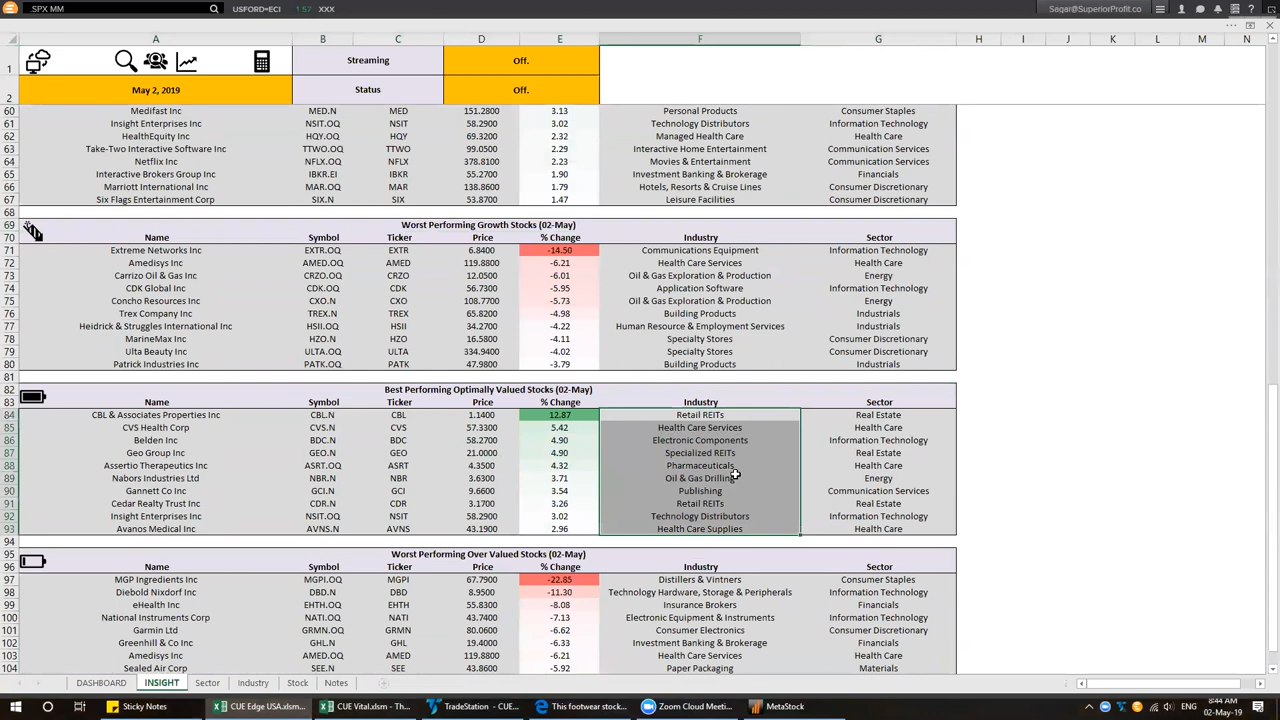 .SPX MM USFORD=ECI 1.57 XXX Sagar@SuperiorProfit.co
A B C D E F G H I J K L M N
1 Streaming Off.
2 May 2, 2019 Status Off.
60 Medifast Inc MED.N MED 151.2800 3.13 Personal Products Consumer Staples
61 Insight Enterprises Inc NSIT.OQ NSIT 58.2900 3.02 Technology Distributors Information Technology
62 HealthEquity Inc HQY.OQ HQY 69.3200 2.32 Managed Health Care Health Care
63 Take-Two Interactive Software Inc TTWO.OQ TTWO 99.0500 2.29 Interactive Home Entertainment Communication Services
64 Netflix Inc NFLX.OQ NFLX 378.8100 2.23 Movies & Entertainment Communication Services
65 Interactive Brokers Group Inc IBKR.EI IBKR 55.2700 1.90 Investment Banking & Brokerage Financials
66 Marriott International Inc MAR.OQ MAR 138.8600 1.79 Hotels, Resorts & Cruise Lines Consumer Discretionary
67 Six Flags Entertainment Corp SIX.N SIX 53.8700 1.47 Leisure Facilities Consumer Discretionary
68
69 Worst Performing Growth Stocks (02-May)
70 Name Symbol Ticker Price % Change Industry Sector
71 Extreme Networks Inc EXTR.OQ EXTR 6.8400 -14.50 Communications Equipment Information Technology
72 Amedisys Inc AMED.OQ AMED 119.8800 -6.21 Health Care Services Health Care
73 Carrizo Oil & Gas Inc CRZO.OQ CRZO 12.0500 -6.01 Oil & Gas Exploration & Production Energy
74 CDK Global Inc CDK.OQ CDK 56.7300 -5.95 Application Software Information Technology
75 Concho Resources Inc CXO.N CXO 108.7700 -5.73 Oil & Gas Exploration & Production Energy
76 Trex Company Inc TREX.N TREX 65.8200 -4.98 Building Products Industrials
77 Heidrick & Struggles International Inc HSII.OQ HSII 34.2700 -4.22 Human Resource & Employment Services Industrials
78 MarineMax Inc HZO.N HZO 16.5800 -4.11 Specialty Stores Consumer Discretionary
79 Ulta Beauty Inc ULTA.OQ ULTA 334.9400 -4.02 Specialty Stores Consumer Discretionary
80 Patrick Industries Inc PATK.OQ PATK 47.9800 -3.79 Building Products Industrials
81
82 Best Performing Optimally Valued Stocks (02-May)
83 Name Symbol Ticker Price % Change Industry Sector
84 CBL & Associates Properties Inc CBL.N CBL 1.1400 12.87 Retail REITs Real Estate
85 CVS Health Corp CVS.N CVS 57.3300 5.42 Health Care Services Health Care
86 Belden Inc BDC.N BDC 58.2700 4.90 Electronic Components Information Technology
87 Geo Group Inc GEO.N GEO 21.0000 4.90 Specialized REITs Real Estate
88 Assertio Therapeutics Inc ASRT.OQ ASRT 4.3500 4.32 Pharmaceuticals Health Care
89 Nabors Industries Ltd NBR.N NBR 3.6300 3.71 Oil & Gas Drilling Energy
90 Gannett Co Inc GCI.N GCI 9.6600 3.54 Publishing Communication Services
91 Cedar Realty Trust Inc CDR.N CDR 3.1700 3.26 Retail REITs Real Estate
92 Insight Enterprises Inc NSIT.OQ NSIT 58.2900 3.02 Technology Distributors Information Technology
93 Avanos Medical Inc AVNS.N AVNS 43.1900 2.96 Health Care Supplies Health Care
94
95 Worst Performing Over Valued Stocks (02-May)
96 Name Symbol Ticker Price % Change Industry Sector
97 MGP Ingredients Inc MGPI.OQ MGPI 67.7900 -22.85 Distillers & Vintners Consumer Staples
98 Diebold Nixdorf Inc DBD.N DBD 8.9500 -11.30 Technology Hardware, Storage & Peripherals Information Technology
99 eHealth Inc EHTH.OQ EHTH 55.8300 -8.08 Insurance Brokers Financials
100 National Instruments Corp NATI.OQ NATI 43.7400 -7.13 Electronic Equipment & Instruments Information Technology
101 Garmin Ltd GRMN.OQ GRMN 80.0600 -6.62 Consumer Electronics Consumer Discretionary
102 Greenhill & Co Inc GHL.N GHL 19.4000 -6.33 Investment Banking & Brokerage Financials
103 Amedisys Inc AMED.OQ AMED 119.8800 -6.21 Health Care Services Health Care
104 Sealed Air Corp SEE.N SEE 43.8600 -5.92 Paper Packaging Materials
DASHBOARD INSIGHT Sector Industry Stock Notes
Sticky Notes CUE Edge USA.xlsm... CUE Vital.xlsm - Th... TradeStation - CUE... This footwear stock... Zoom Cloud Meeti... MetaStock 8:44 AM
02-May-19